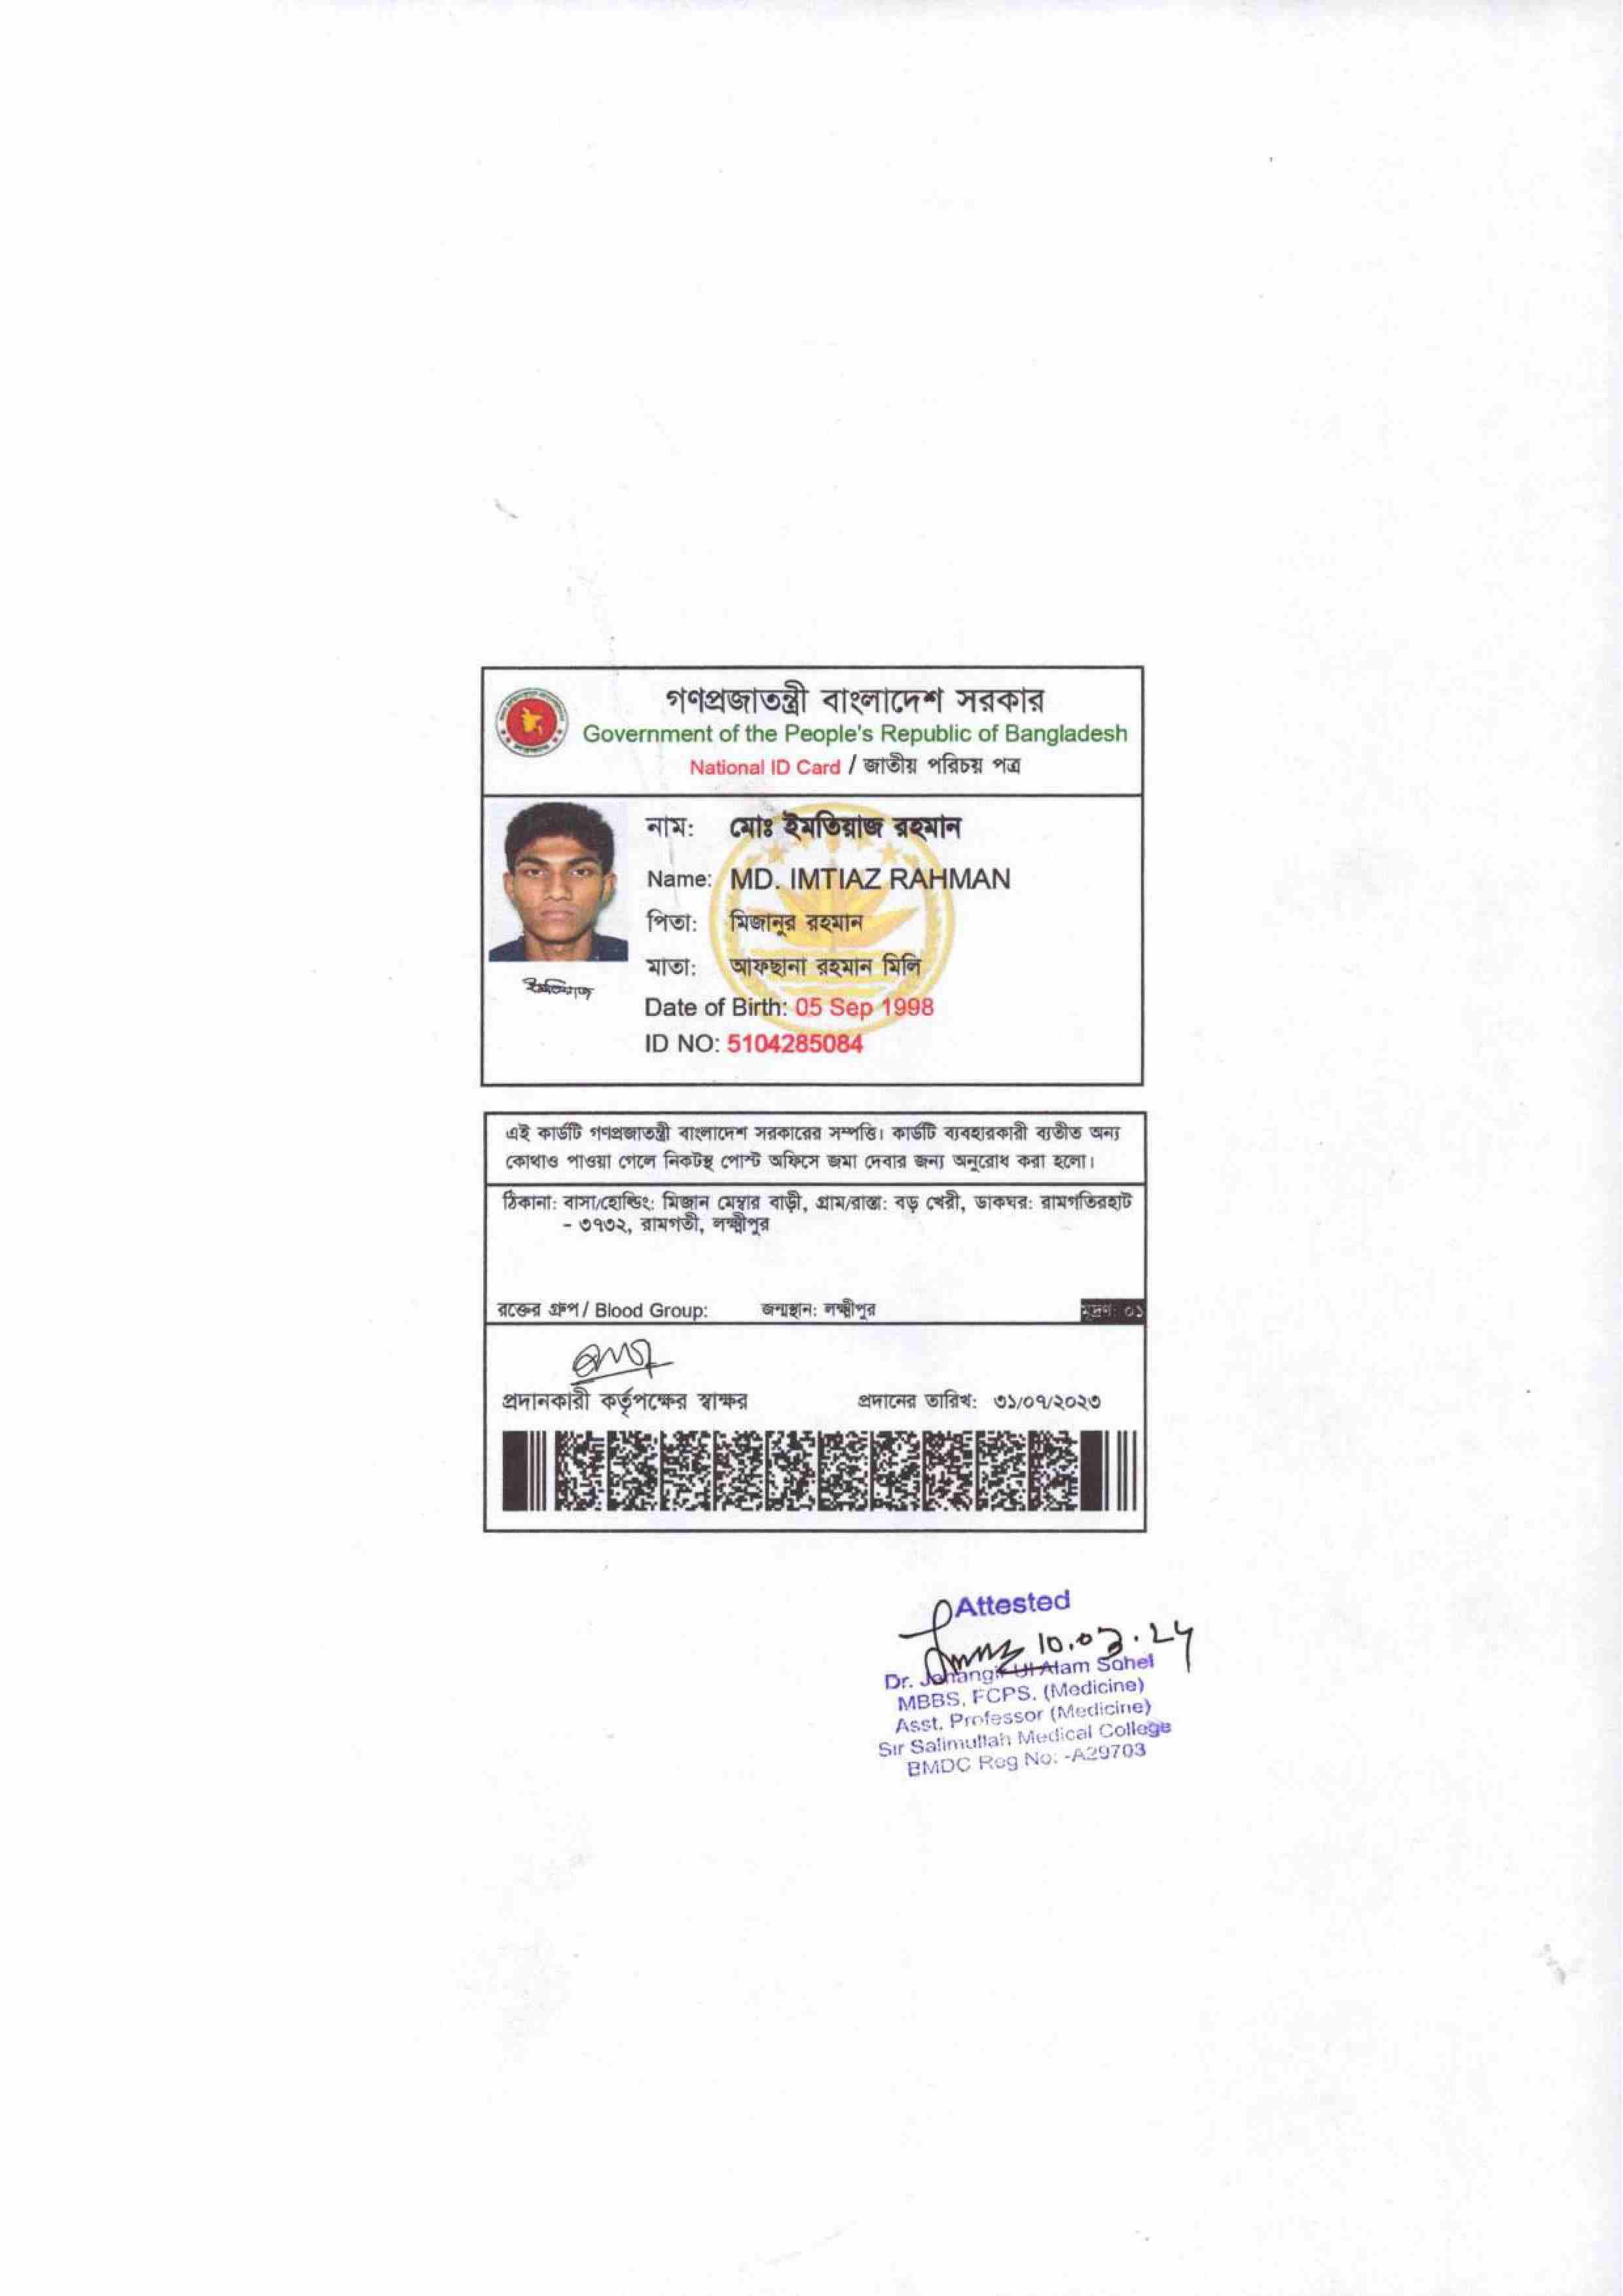 গণপ্রজাতন্ত্রী বাংলাদেশ সরকার
Government of the People's Republic of Bangladesh
National ID Card / জাতীয় পরিচয় পত্র
নাম: মোঃ ইমতিয়াজ রহমান
Name: MD. IMTIAZ RAHMAN
পিতা: মিজানুর রহমান
মাতা: আফছানা রহমান মিলি
ইমতিয়াজ
Date of Birth: 05 Sep 1998
ID NO: 5104285084
এই কার্ডটি গণপ্রজাতন্ত্রী বাংলাদেশ সরকারের সম্পত্তি। কার্ডটি ব্যবহারকারী ব্যতীত অন্য
কোথাও পাওয়া গেলে নিকটস্থ পোস্ট অফিসে জমা দেবার জন্য অনুরোধ করা হলো।
ঠিকানা: বাসা/হোল্ডিং: মিজান মেম্বার বাড়ী, গ্রাম/রাস্তা: বড় খেরী, ডাকঘর: রামগতিরহাট
- ৩৭৩২, রামগতী, লক্ষ্মীপুর
রক্তের গ্রুপ / Blood Group: জন্মস্থান: লক্ষ্মীপুর মুদ্রণ: ০১
প্রদানকারী কর্তৃপক্ষের স্বাক্ষর প্রদানের তারিখ: ৩১/০৭/২০২৩
Attested
10.03.24
Dr. Jahangir Ul Alam Sohel
MBBS, FCPS. (Medicine)
Asst. Professor (Medicine)
Sir Salimullah Medical College
BMDC Reg No: -A29703